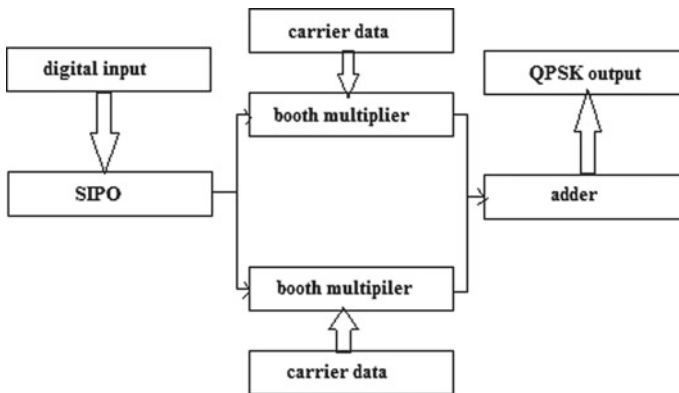 carrier data
digital input
QPSK output
booth multiplier
SIPO
adder
booth multipiler
carrier data